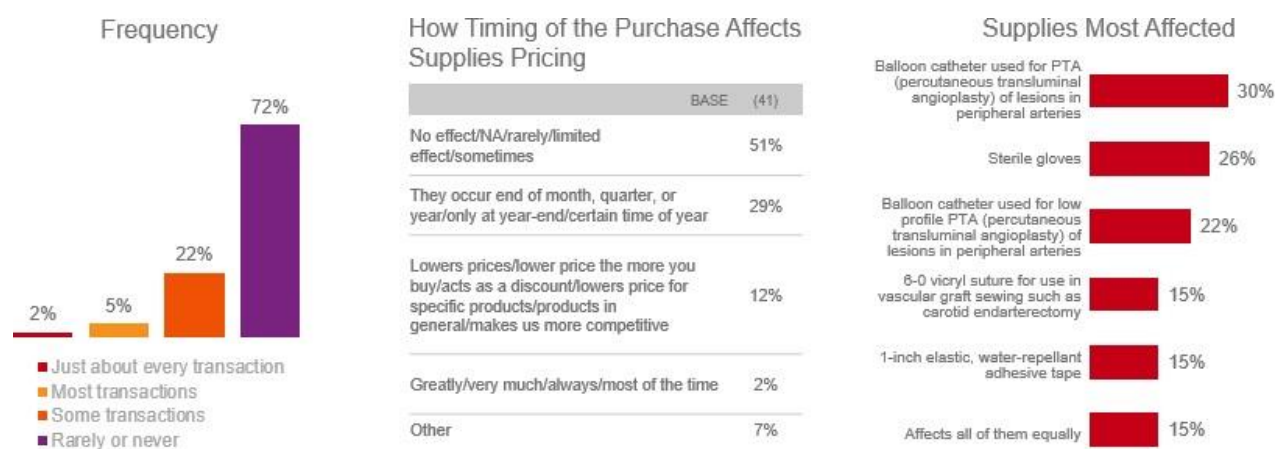 Frequency
72%
22%
5%
2%
Just about every transaction
Most transactions
Some transactions
Rarely or never
How Timing of the Purchase Affects
Supplies Pricing
BASE (41)
No effect/NA/rarely/limited
effect/sometimes
51%
They occur end of month, quarter, or
year/only at year-end/certain time of year
29%
Lowers prices/lower price the more you
buy/acts as a discount/lowers price for
specific products/products in
general/makes us more competitive
12%
Greatly/very much/always/most of the time 2%
Other 7%
Supplies Most Affected
Balloon catheter used for PTA
(percutaneous transluminal
angioplasty) of lesions in
peripheral arteries
30%
Sterile gloves 26%
Balloon catheter used for low
profile PTA (percutaneous
transluminal angioplasty) of
lesions in peripheral arteries
22%
6-0 vicryl suture for use in
vascular graft sewing such as
carotid endarterectomy
15%
1-inch elastic, water-repellant
adhesive tape
15%
Affects all of them equally 15%